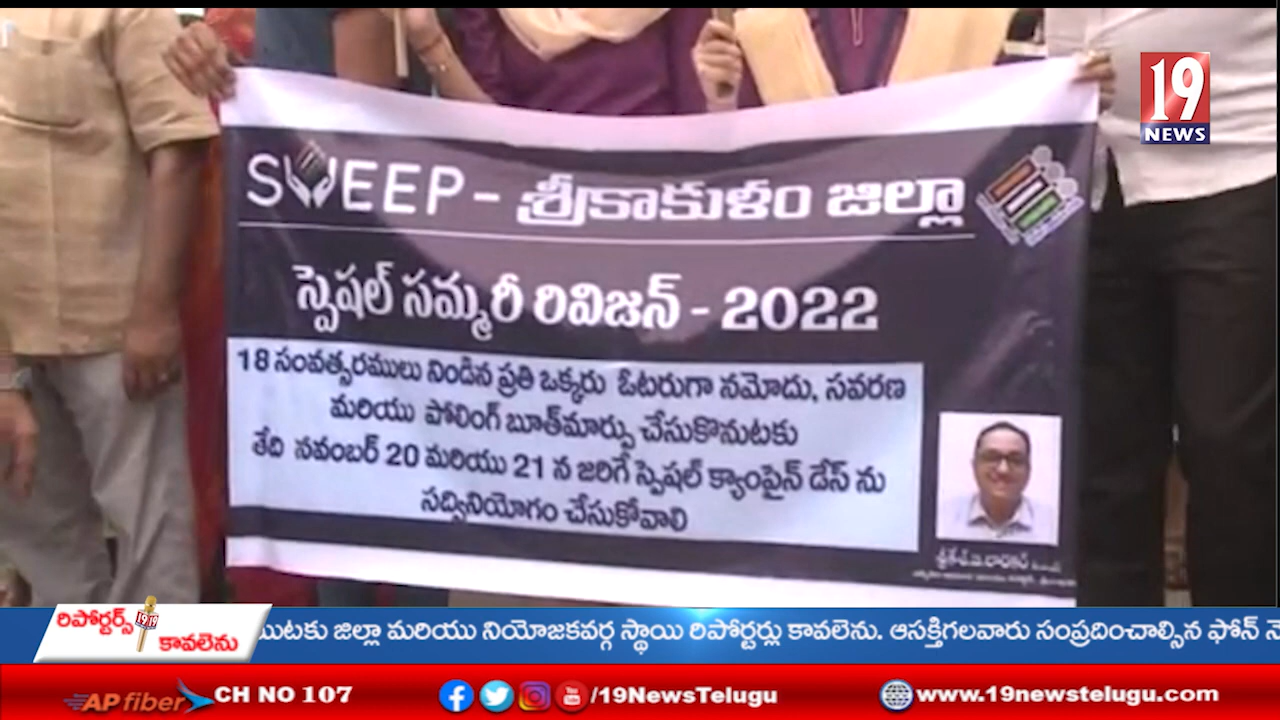 19
NEWS
SWEEP - శ్రీకాకుళం జిల్లా
స్పెషల్ సమ్మరీ రివిజన్ - 2022
18 సంవత్సరములు నిండిన ప్రతి ఒక్కరు ఓటరుగా నమోదు, సవరణ
మరియు పోలింగ్ బూత్‌మార్పు చేసుకొనుటకు
తేది నవంబర్ 20 మరియు 21 న జరిగే స్పెషల్ క్యాంపైన్ డేస్ ను
సద్వినియోగం చేసుకోవాలి
రిపోర్టర్స్
కావలెను
జిల్లా మరియు నియోజకవర్గ స్థాయి రిపోర్టర్లు కావలెను. ఆసక్తిగలవారు సంప్రదించాల్సిన ఫోన్
AP fiber CH NO 107 /19NewsTelugu www.19newstelugu.com